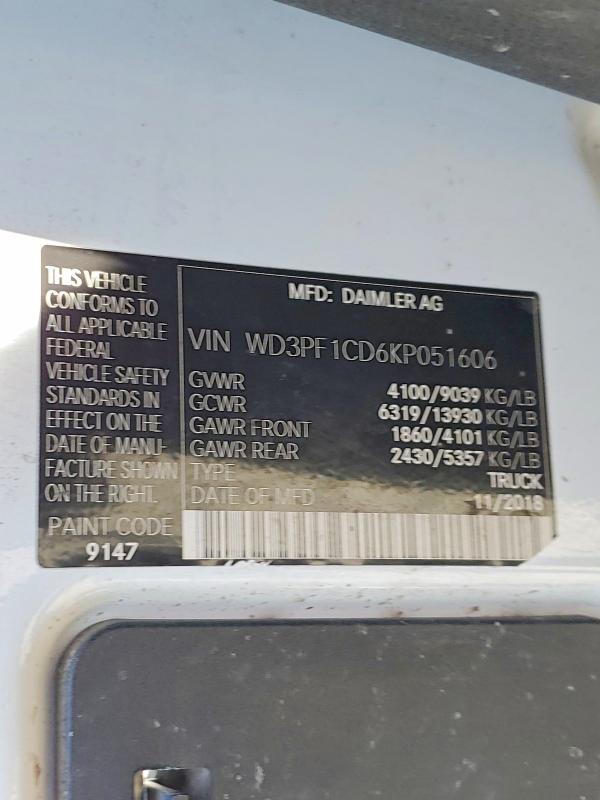 THIS VEHICLE
CONFORMS TO
ALL APPLICABLE
FEDERAL
VEHICLE SAFETY
STANDARDS IN
EFFECT ON THE
DATE OF MANU-
FACTURE SHOWN
ON THE RIGHT.
PAINT CODE
9147
MFD: DAIMLER AG
VIN WD3PF1CD6KP051606
GVWR 4100/9039 KG/LB
GCWR 6319/13930 KG/LB
GAWR FRONT 1860/4101 KG/LB
GAWR REAR 2430/5357 KG/LB
TYPE TRUCK
DATE OF MFD 11/2018